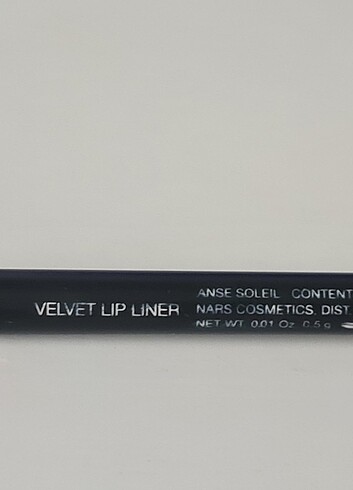 VELVET LIP LINER
ANSE SOLEIL CONTENT
NARS COSMETICS, DIST.
NET WT. 0.01 Oz. 0.5 g